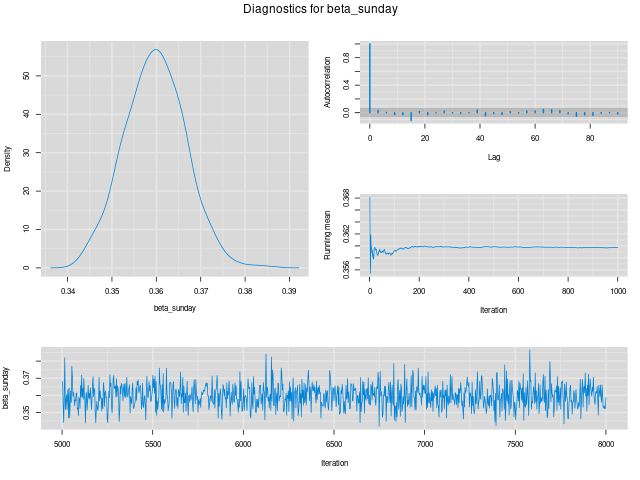 Diagnostics for beta_sunday
Density
0 10 20 30 40 50
0.34 0.35 0.36 0.37 0.38 0.39
beta_sunday
Autocorrelation
0.0 0.4 0.8
0 20 40 60 80
Lag
Running mean
0.356 0.362 0.368
0 200 400 600 800 1000
Iteration
beta_sunday
0.35 0.37
5000 5500 6000 6500 7000 7500 8000
Iteration